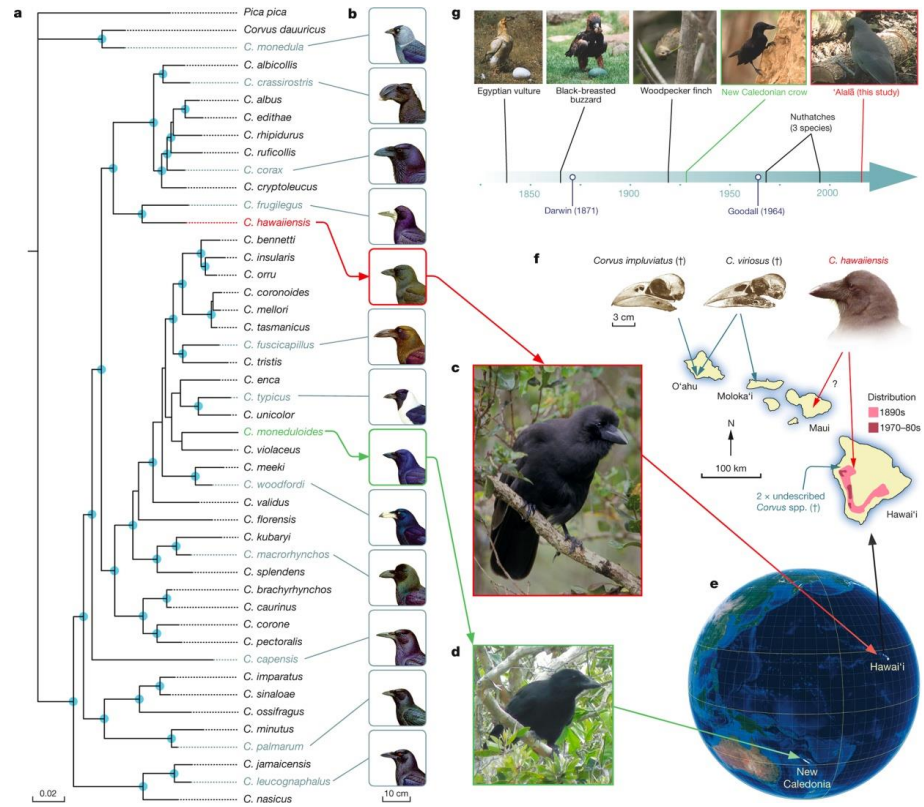 a
Pica pica
Corvus dauuricus
C. monedula
C. albicollis
C. crassirostris
C. albus
C. edithae
C. rhipidurus
C. ruficollis
C. corax
C. cryptoleucus
C. frugilegus
C. hawaiiensis
C. bennetti
C. insularis
C. orru
C. coronoides
C. mellori
C. tasmanicus
C. fuscicapillus
C. tristis
C. enca
C. typicus
C. unicolor
C. moneduloides
C. violaceus
C. meeki
C. woodfordi
C. validus
C. florensis
C. kubaryi
C. macrorhynchos
C. splendens
C. brachyrhynchos
C. caurinus
C. corone
C. pectoralis
C. capensis
C. imparatus
C. sinaloae
C. ossifragus
C. minutus
C. palmarum
C. jamaicensis
C. leucognaphalus
C. nasicus
0.02
b
10 cm
c
d
g
Egyptian vulture
Black-breasted
buzzard
Woodpecker finch
New Caledonian crow
ʻAlalā (this study)
Nuthatches
(3 species)
1850
1900
1950
2000
Darwin (1871)
Goodall (1964)
f
Corvus impluviatus (†)
C. viriosus (†)
C. hawaiiensis
3 cm
Oʻahu
Molokaʻi
Maui
?
Distribution
1890s
1970–80s
N
100 km
2 × undescribed
Corvus spp. (†)
Hawaiʻi
e
Hawaiʻi
New
Caledonia